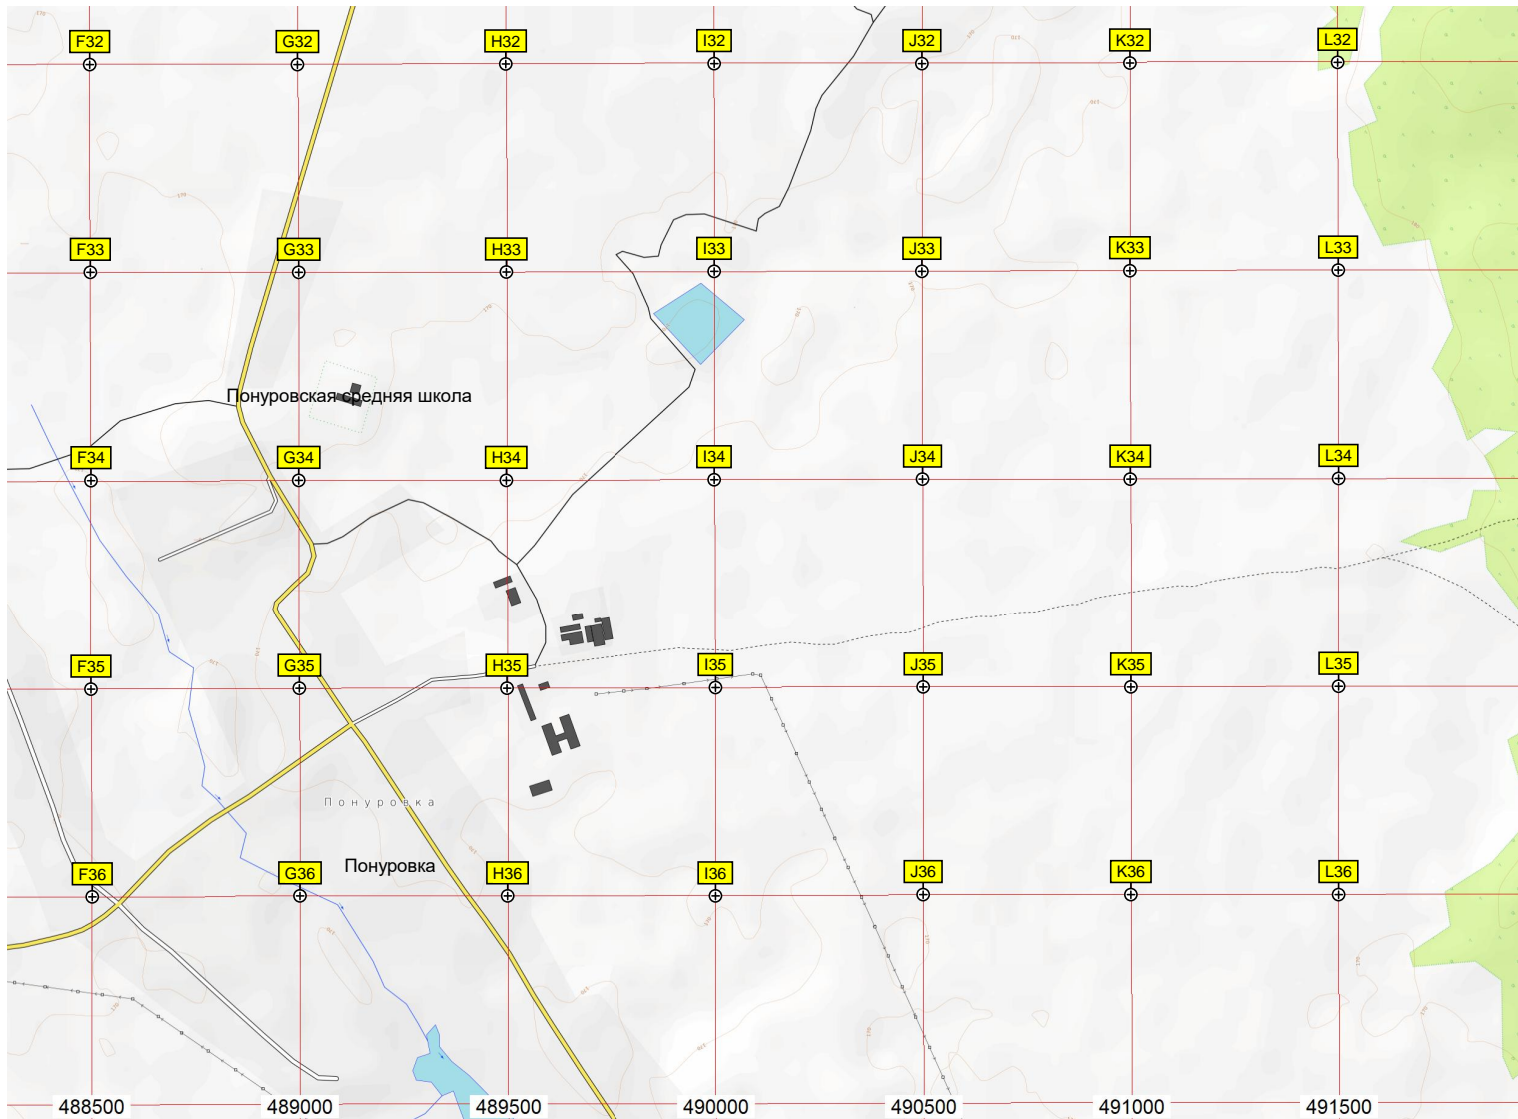 F32 G32 H32 I32 J32 K32 L32
F33 G33 H33 I33 J33 K33 L33
Понуровская средняя школа
F34 G34 H34 I34 J34 K34 L34
F35 G35 H35 I35 J35 K35 L35
Понуровка
Понуровка
F36 G36 H36 I36 J36 K36 L36
488500 489000 489500 490000 490500 491000 491500